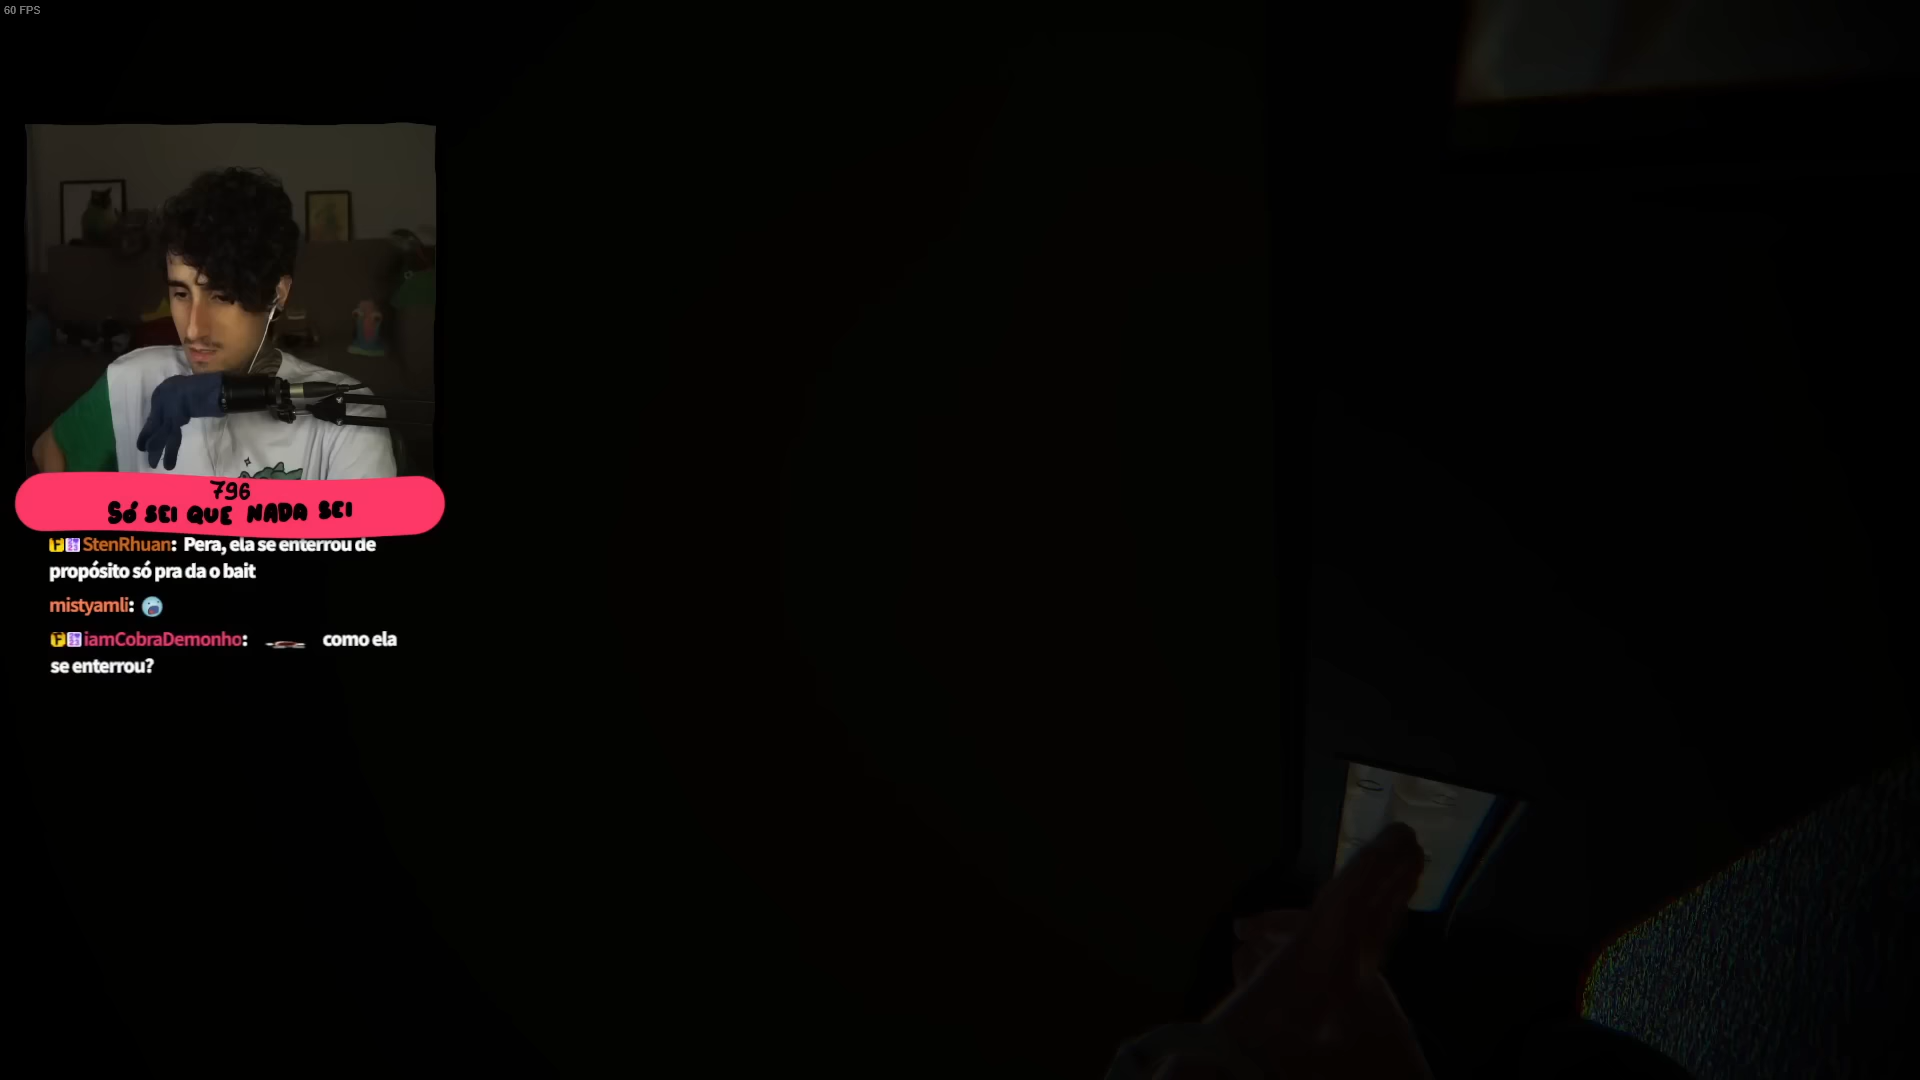 60 FPS
796
Só SEI QUE NADA SEI
StenRhuan: Pera, ela se enterrou de
propósito só pra da o bait
mistyamli:
iamCobraDemonho: como ela
se enterrou?